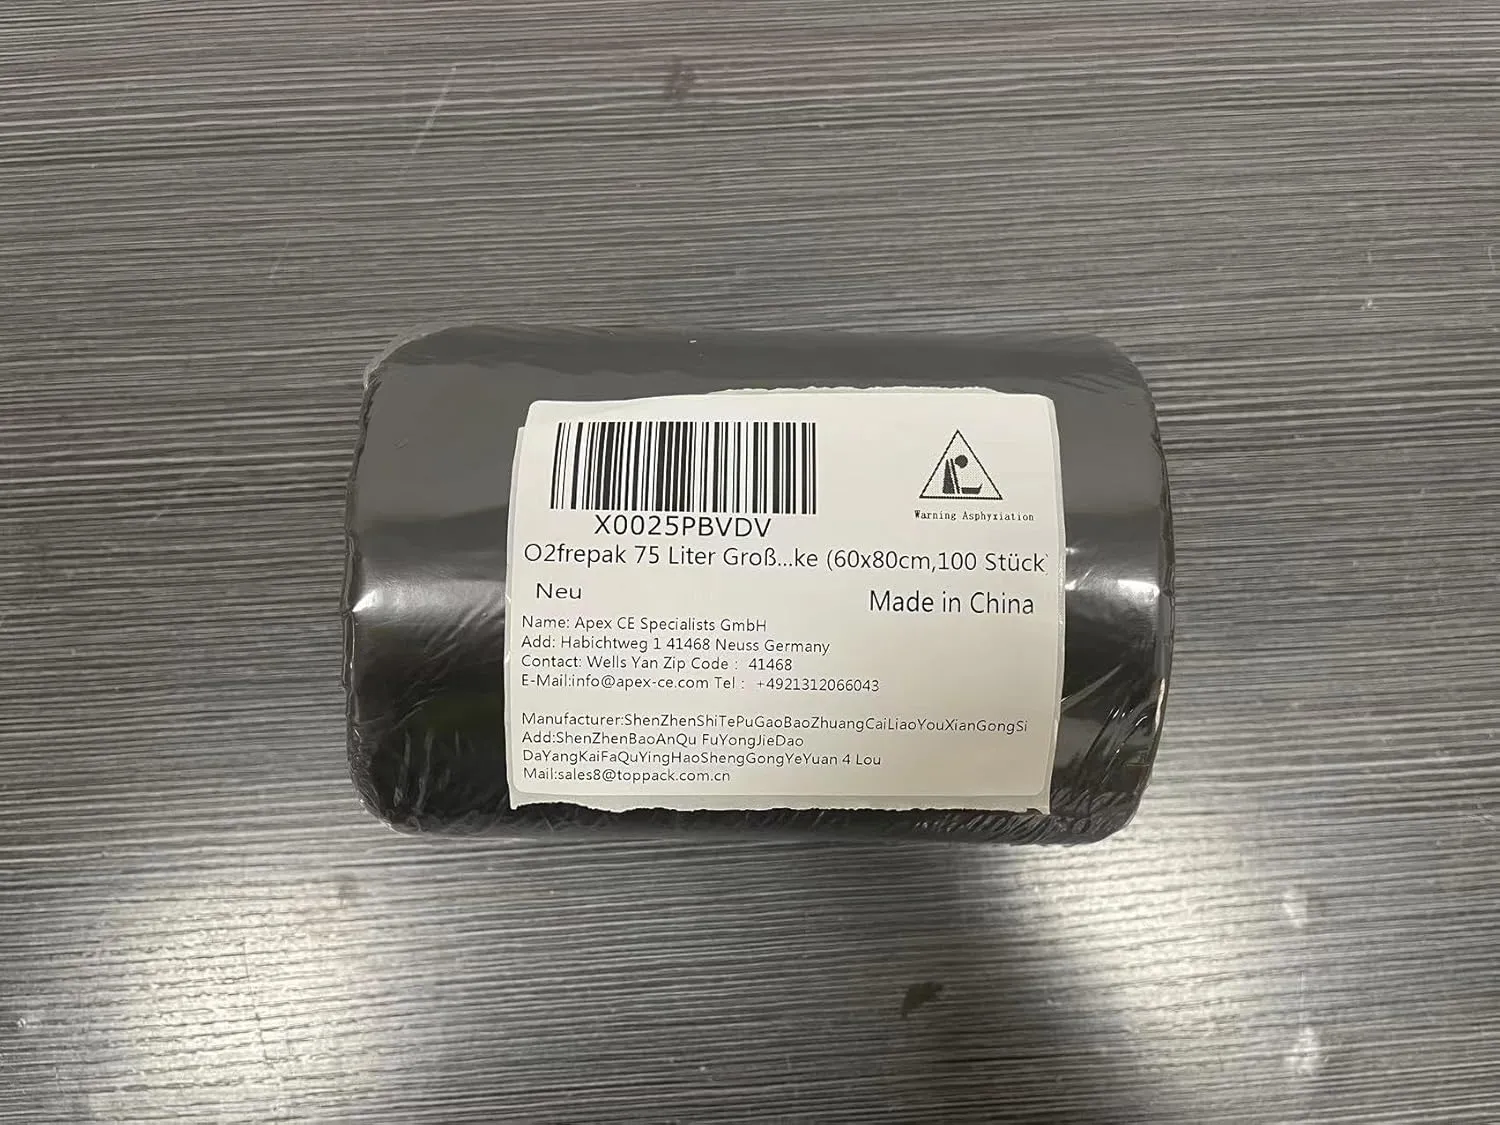 X0025PBVDV
Warning Asphyxiation
O2frepak 75 Liter Groß...ke (60x80cm,100 Stück)
Neu
Made in China
Name: Apex CE Specialists GmbH
Add: Habichtweg 1 41468 Neuss Germany
Contact: Wells Yan Zip Code : 41468
E-Mail:info@apex-ce.com Tel : +4921312066043
Manufacturer:ShenZhenShiTePuGaoBaoZhuangCaiLiaoYouXianGongSi
Add:ShenZhenBaoAnQu FuYongJieDao
DaYangKaiFaQuYingHaoShengGongYeYuan 4 Lou
Mail:sales8@toppack.com.cn